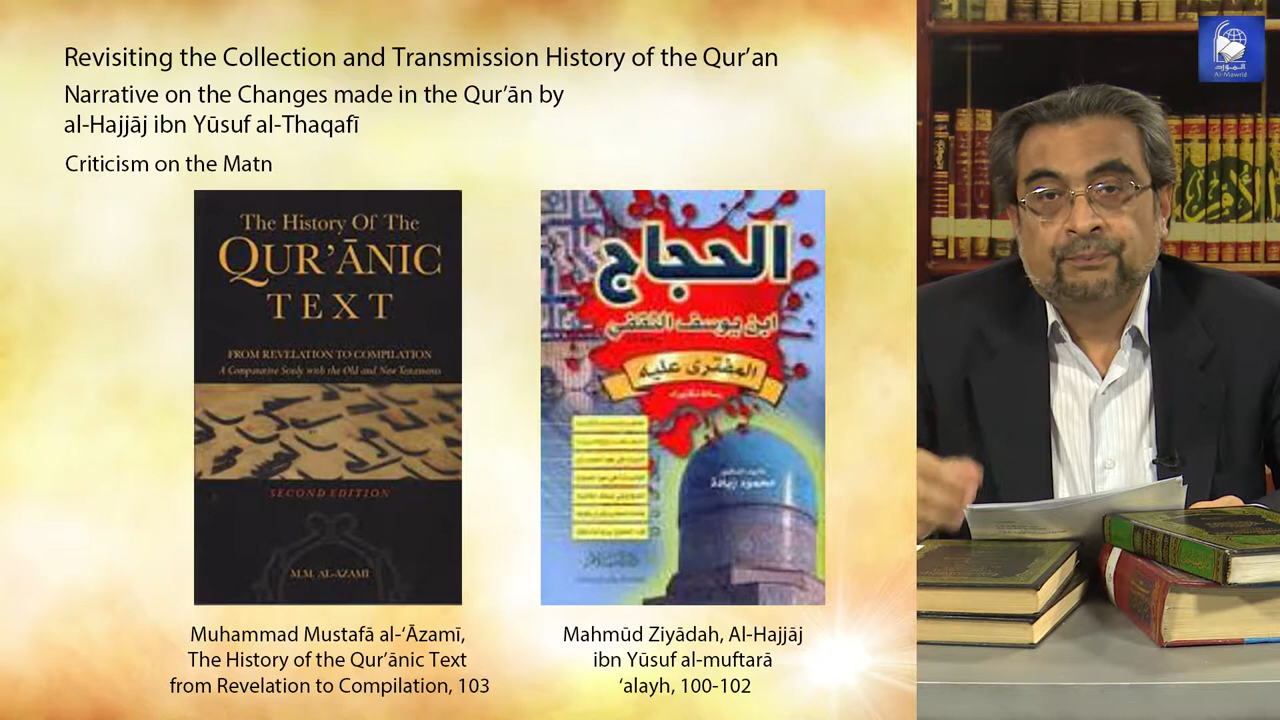 Revisiting the Collection and Transmission History of the Qur’an
Narrative on the Changes made in the Qur’ān by
al-Hajjāj ibn Yūsuf al-Thaqafī
Criticism on the Matn
The History Of The
QUR’ĀNIC
TEXT
FROM REVELATION TO COMPILATION
A Comparative Study with the Old and New Testaments
SECOND EDITION
M.M. AL-AZAMI
الحجاج
ابن يوسف الثقفي
المفترى عليه
محمود زيادة
Muhammad Mustafā al-‘Āzamī,
The History of the Qur’ānic Text
from Revelation to Compilation, 103
Mahmūd Ziyādah, Al-Hajjāj
ibn Yūsuf al-muftarā
‘alayh, 100-102
المورد
Al-Mawrid